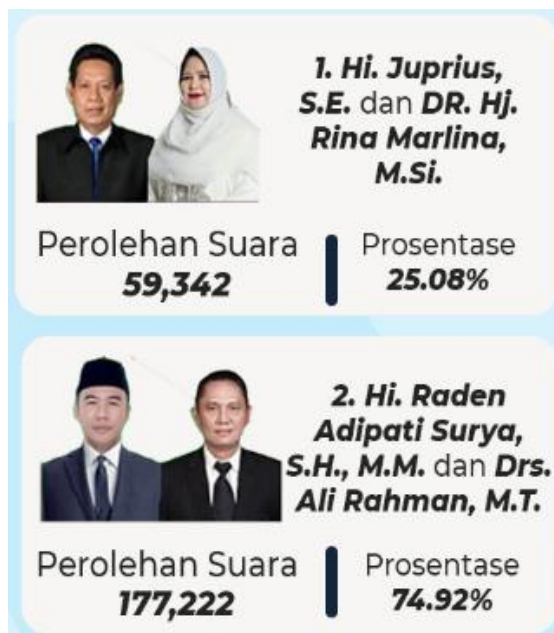 1. Hi. Juprius,
S.E. dan DR. Hj.
Rina Marlina,
M.Si.
Perolehan Suara
59,342
Prosentase
25.08%
2. Hi. Raden
Adipati Surya,
S.H., M.M. dan Drs.
Ali Rahman, M.T.
Perolehan Suara
177,222
Prosentase
74.92%